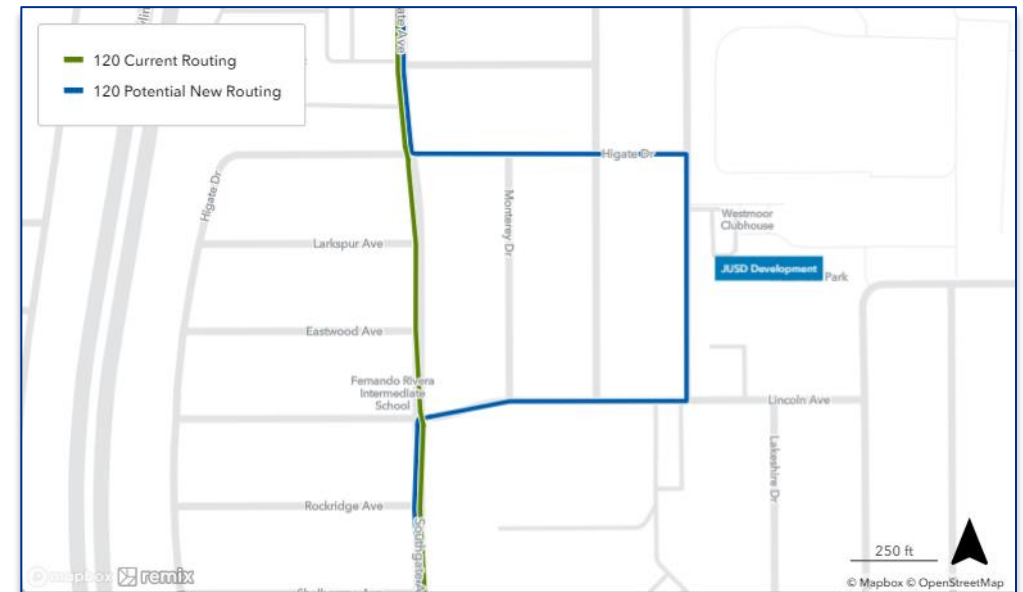 120 Current Routing
120 Potential New Routing
Higate Dr
Higate Dr
Monterey Dr
Westmoor
Clubhouse
Larkspur Ave
JUSD Development
Park
Eastwood Ave
Fernando Rivera
Intermediate
School
Lincoln Ave
Lakeshire Dr
Rockridge Ave
Southgate A
250 ft
mapbox remix
© Mapbox © OpenStreetMap